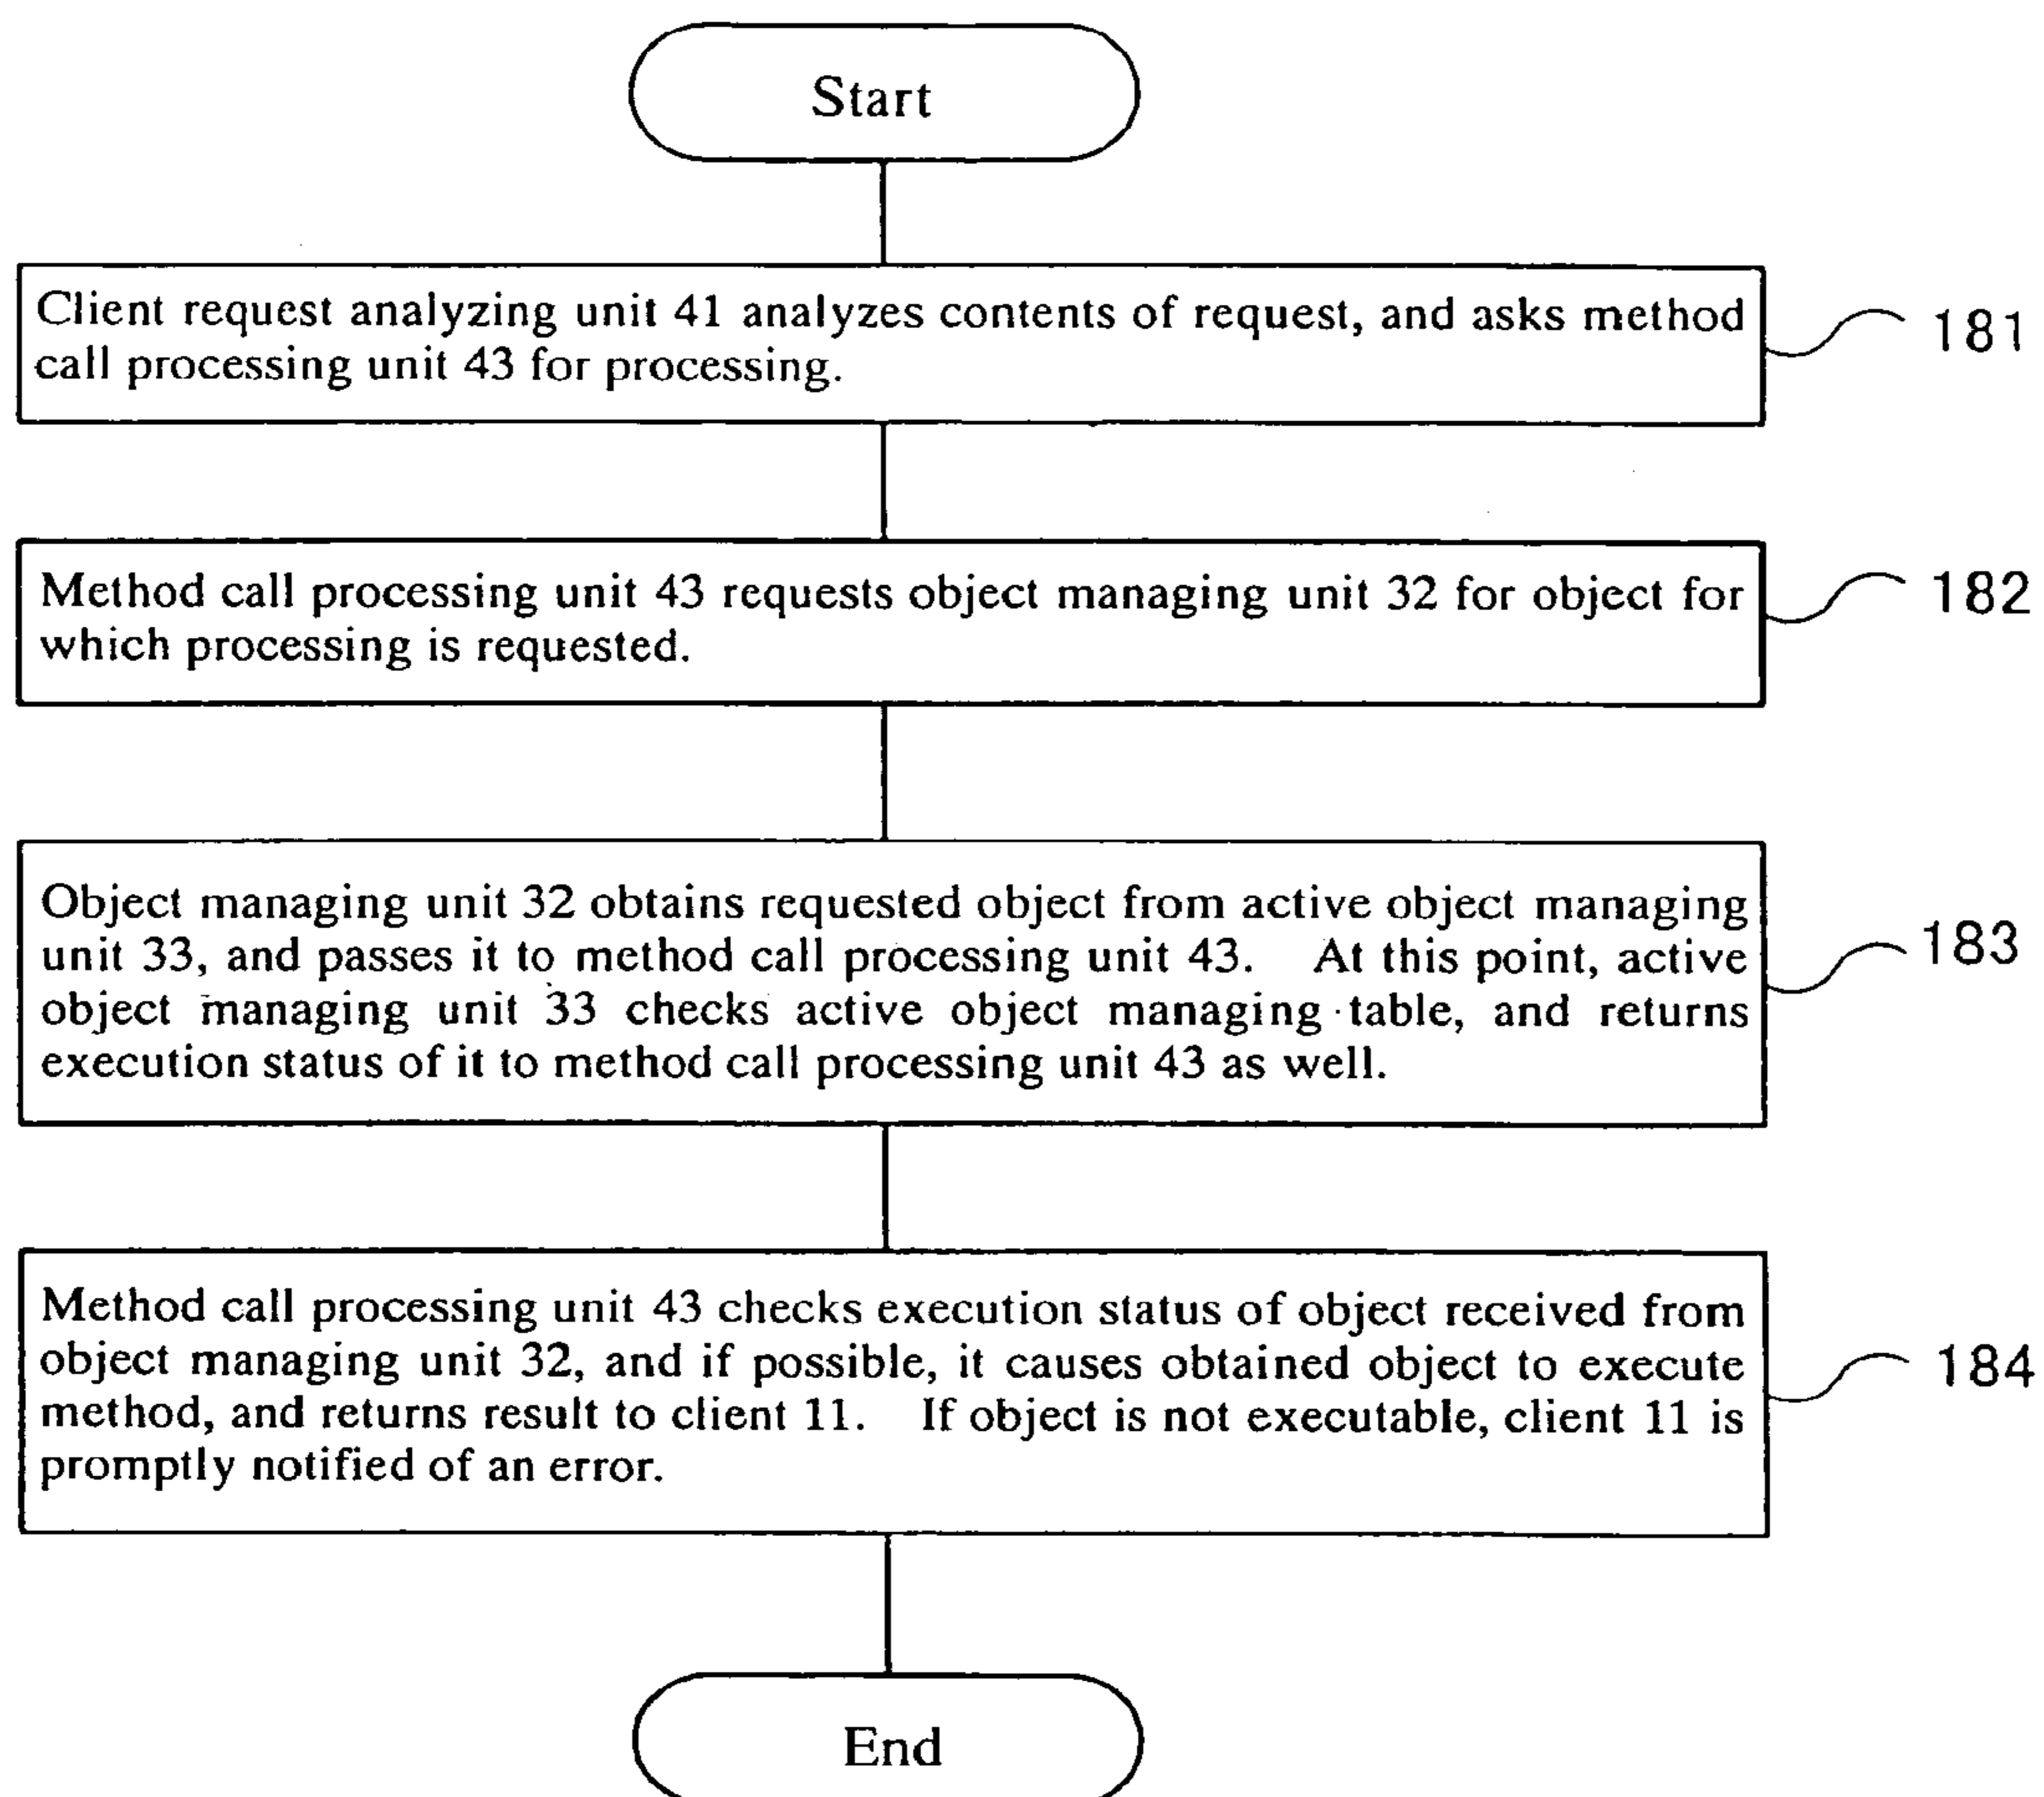 Start
Client request analyzing unit 41 analyzes contents of request, and asks method
call processing unit 43 for processing.
181
Method call processing unit 43 requests object managing unit 32 for object for
which processing is requested.
182
Object managing unit 32 obtains requested object from active object managing
unit 33, and passes it to method call processing unit 43. At this point, active
object managing table, and returns
execution status of it to method call processing unit 43 as well.
183
Method call processing unit 43 checks execution status of object received from
object managing unit 32, and if possible, it causes obtained object to execute
method, and returns result to client 11. If object is not executable, client 11 is
promptly notified of an error.
184
End